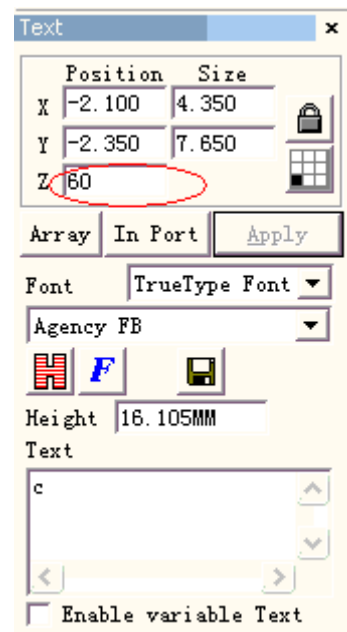 Text
Position Size
X -2.100 4.350
Y -2.350 7.650
Z 60
Array In Port Apply
Font TrueType Font
Agency FB
H F
Height 16.105MM
Text
c
Enable variable Text